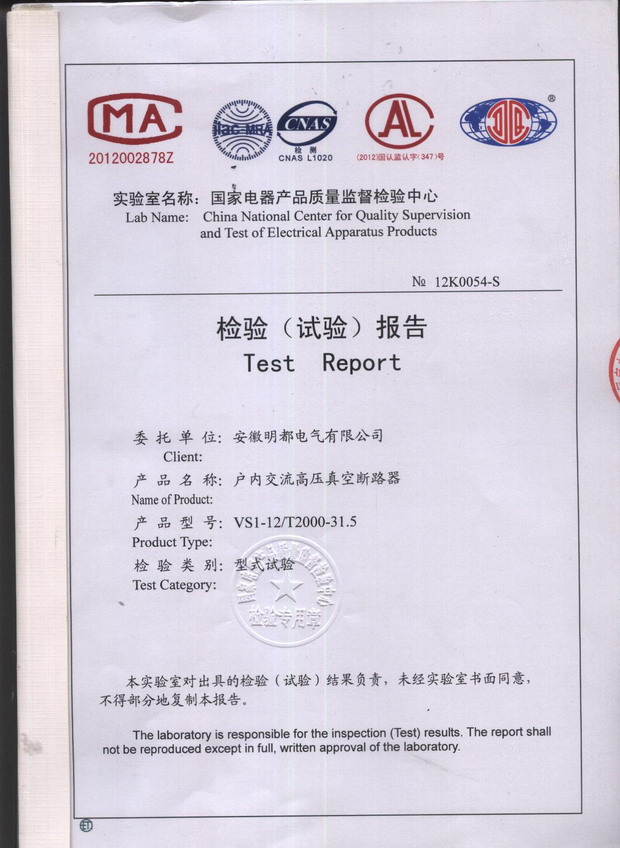 CMA
ilac-MRA
CNAS
AL
®
检 测
2012002878Z
CNAS L1020
(2012)国认监认字(347)号
实验室名称：国家电器产品质量监督检验中心
Lab Name: China National Center for Quality Supervision
and Test of Electrical Apparatus Products
№ 12K0054-S
检验（试验）报告
Test Report
委托单位：安徽明都电气有限公司
Client:
产品名称：户内交流高压真空断路器
Name of Product:
产品型号：VS1-12/T2000-31.5
Product Type:
检验类别：型式试验
Test Category:
检验专用章
本实验室对出具的检验（试验）结果负责，未经实验室书面同意，
不得部分地复制本报告。
The laboratory is responsible for the inspection (Test) results. The report shall
not be reproduced except in full, written approval of the laboratory.